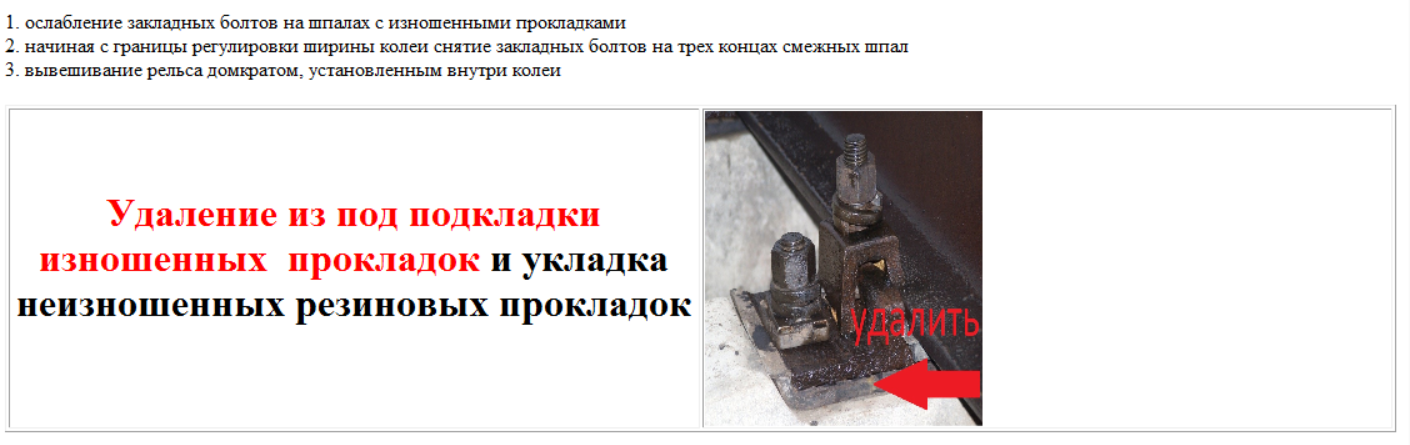 1. ослабление закладных болтов на шпалах с изношенными прокладками
2. начиная с границы регулировки ширины колеи снятие закладных болтов на трех концах смежных шпал
3. вывешивание рельса домкратом, установленным внутри колеи
Удаление из под подкладки
изношенных прокладок и укладка
неизношенных резиновых прокладок
удалить